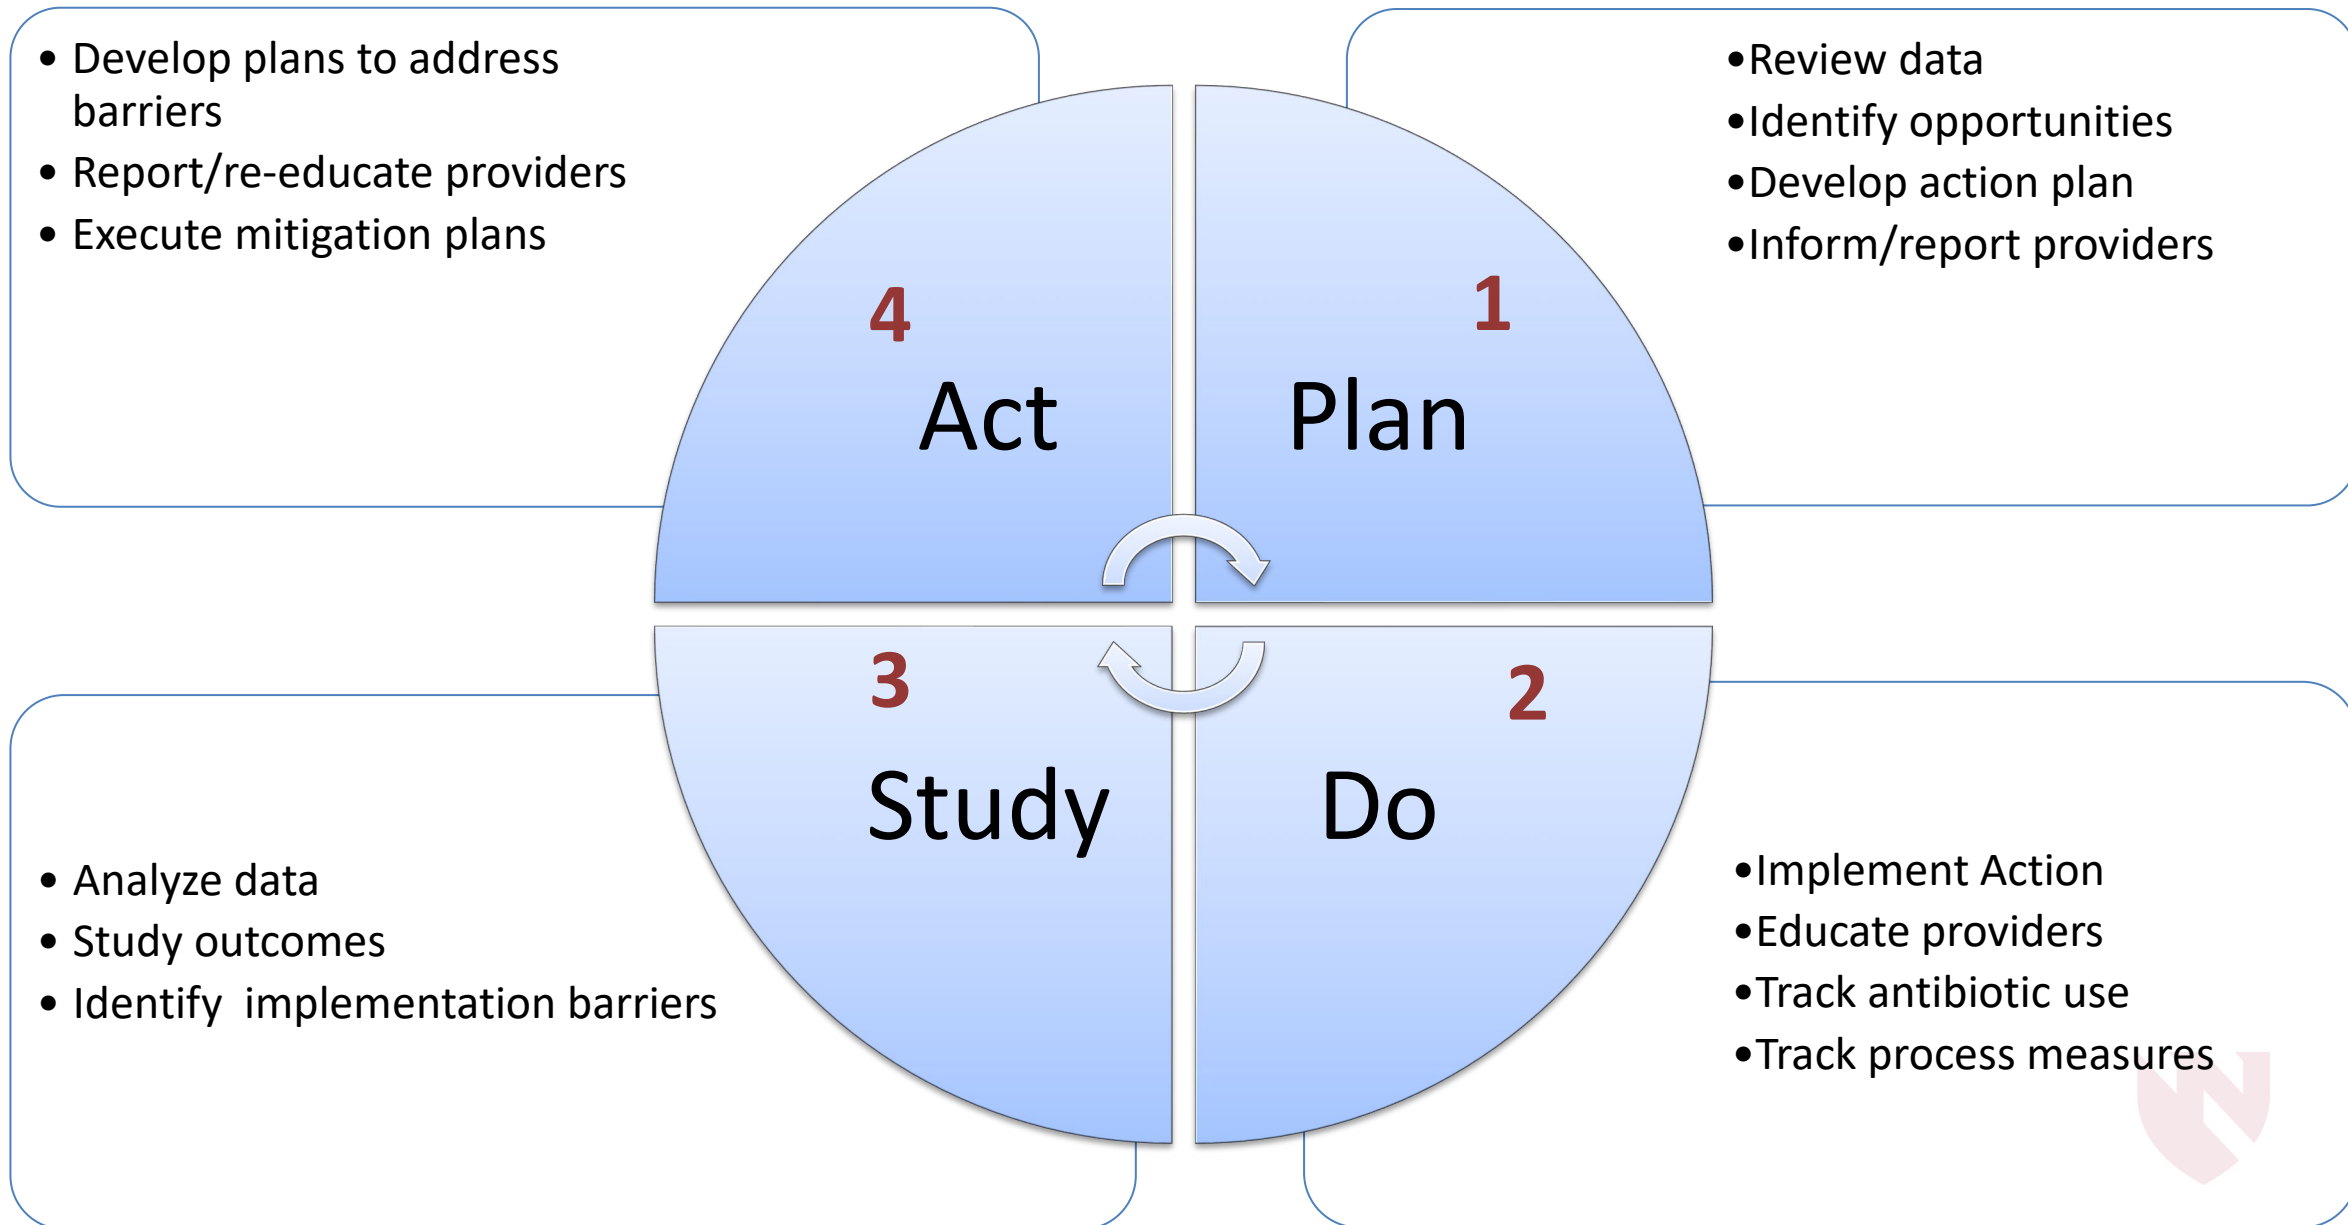 • Develop plans to address
barriers
• Report/re-educate providers
• Execute mitigation plans
•Review data
•Identify opportunities
•Develop action plan
•Inform/report providers
4
Act
1
Plan
3
Study
2
Do
• Analyze data
• Study outcomes
• Identify  implementation barriers
•Implement Action
•Educate providers
•Track antibiotic use
•Track process measures